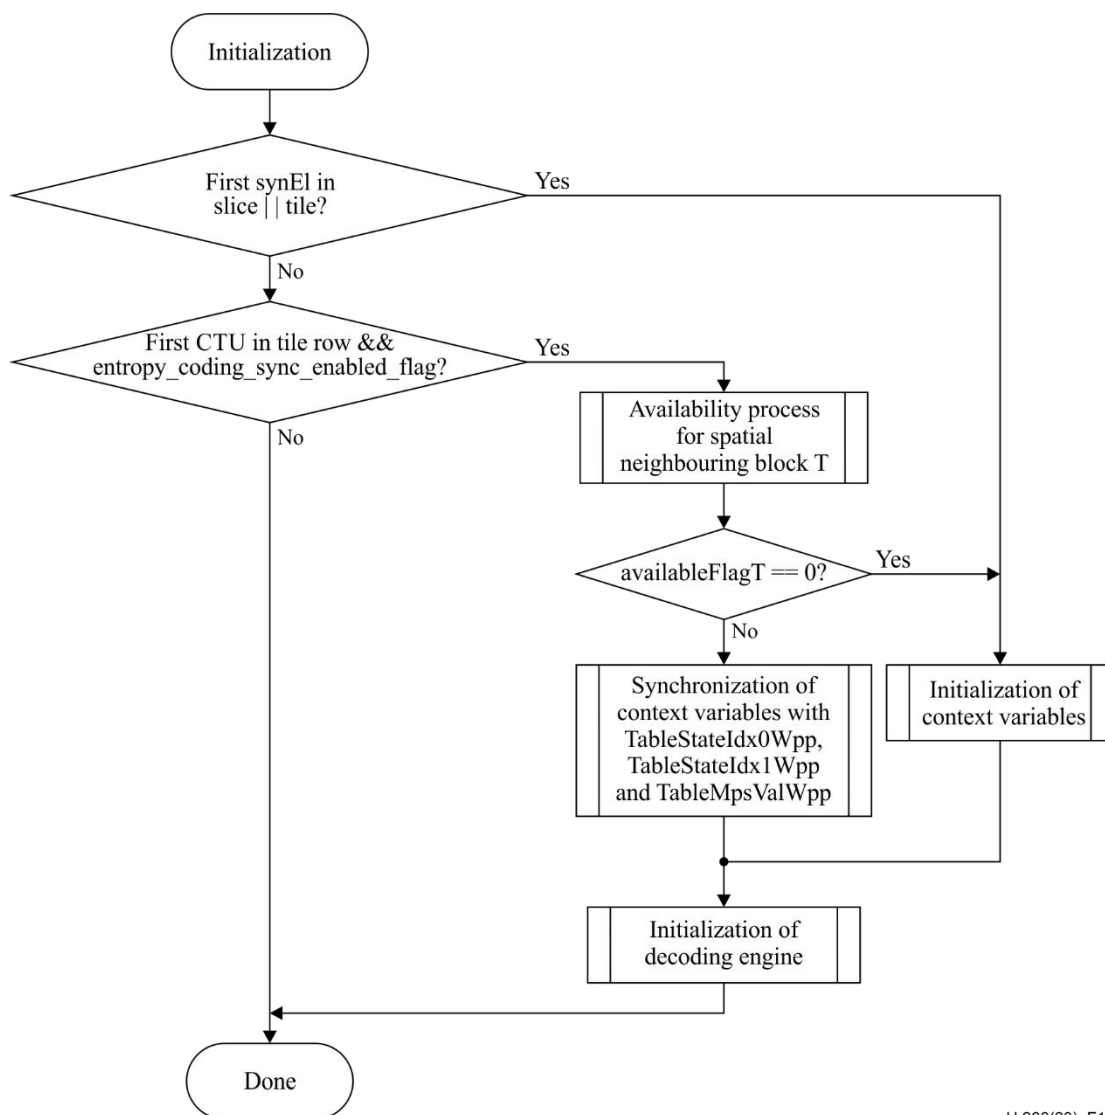 Initialization
First synEl in
slice | | tile?
Yes
No
First CTU in tile row &&
entropy_coding_sync_enabled_flag?
Yes
No
Availability process
for spatial
neighbouring block T
availableFlagT == 0?
Yes
No
Synchronization of
context variables with
TableStateIdx0Wpp,
TableStateIdx1Wpp
and TableMpsValWpp
Initialization of
context variables
Initialization of
decoding engine
Done